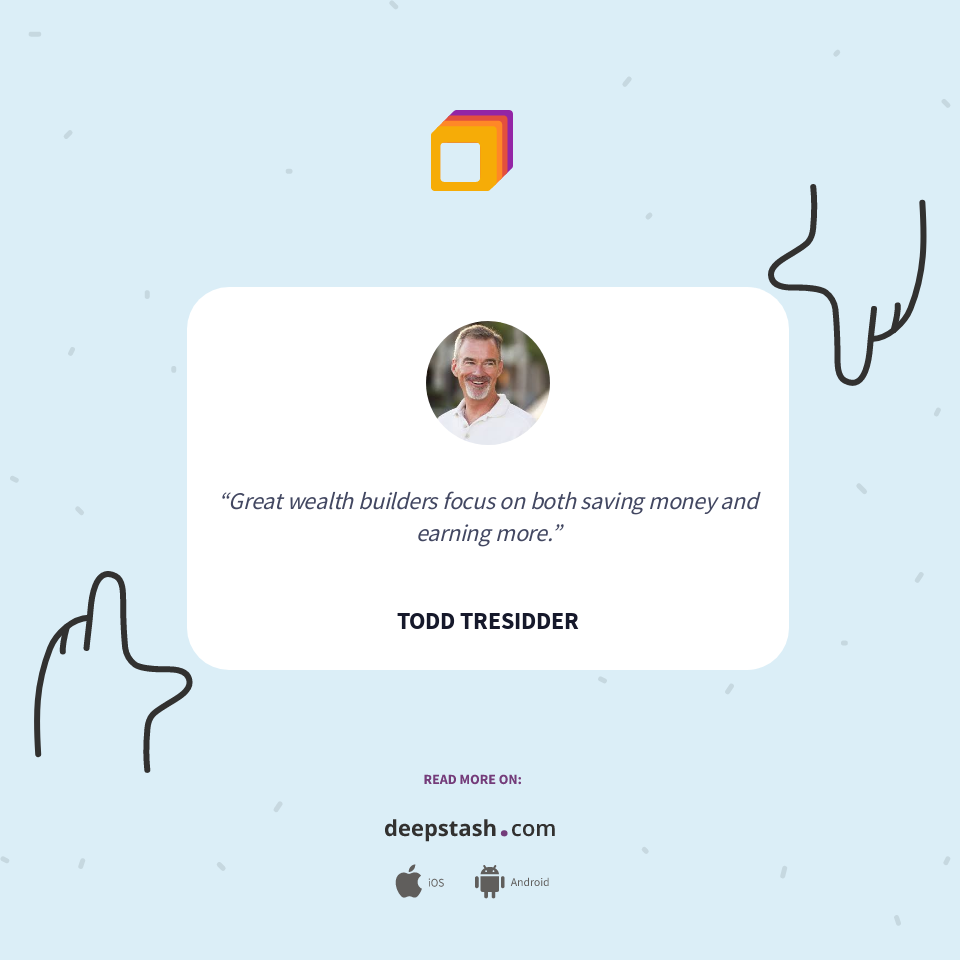 “Great wealth builders focus on both saving money and
earning more.”
TODD TRESIDDER
READ MORE ON:
deepstash.com
iOS Android